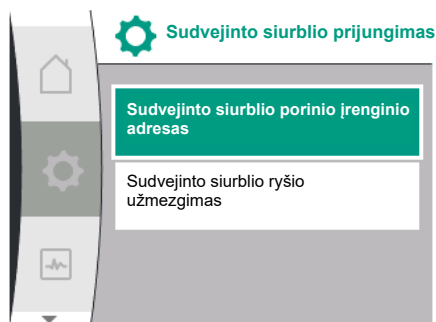 Sudvejinto siurblio prijungimas
Sudvejinto siurblio porinio įrenginio
adresas
Sudvejinto siurblio ryšio
užmezgimas